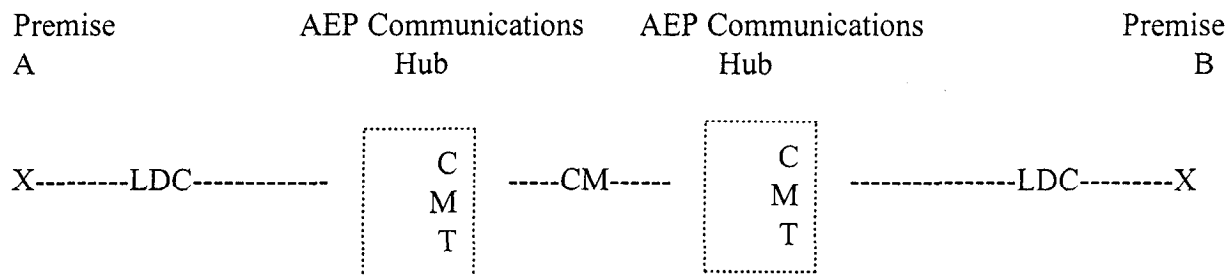 Premise AEP Communications AEP Communications Premise
A Hub Hub B
C C
X--------LDC------------ M -----CM------ M ----------------LDC---------X
T T